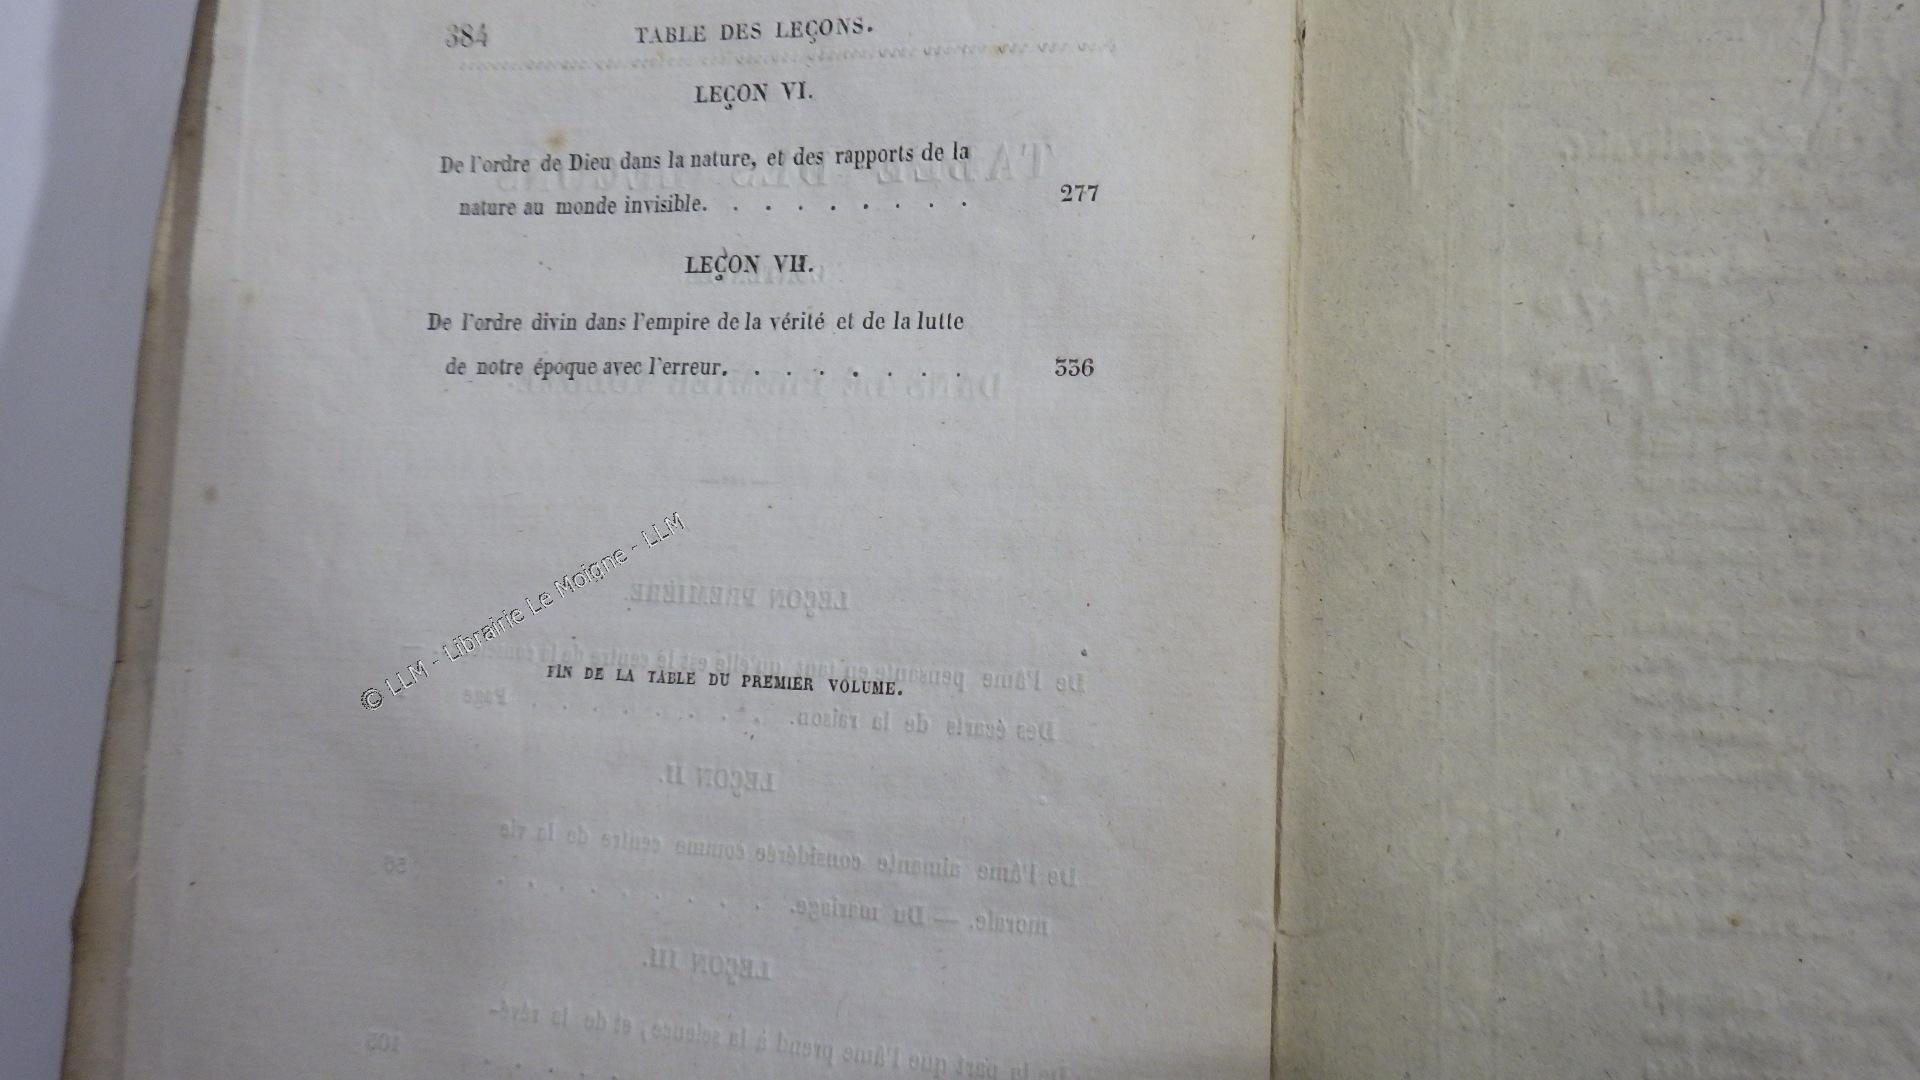 384 TABLE DES LEÇONS.
LEÇON VI.
De l'ordre de Dieu dans la nature, et des rapports de la
nature au monde invisible. . . . . . . . . 277
LEÇON VII.
De l'ordre divin dans l'empire de la vérité et de la lutte
de notre époque avec l'erreur. . . . . . . . 336
© LLM - Librairie Le Moigne - LLM
FIN DE LA TABLE DU PREMIER VOLUME.